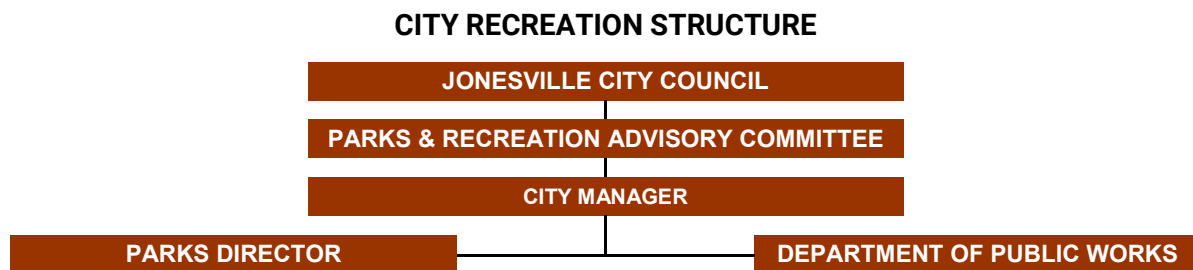 CITY RECREATION STRUCTURE
JONESVILLE CITY COUNCIL
PARKS & RECREATION ADVISORY COMMITTEE
CITY MANAGER
PARKS DIRECTOR
DEPARTMENT OF PUBLIC WORKS